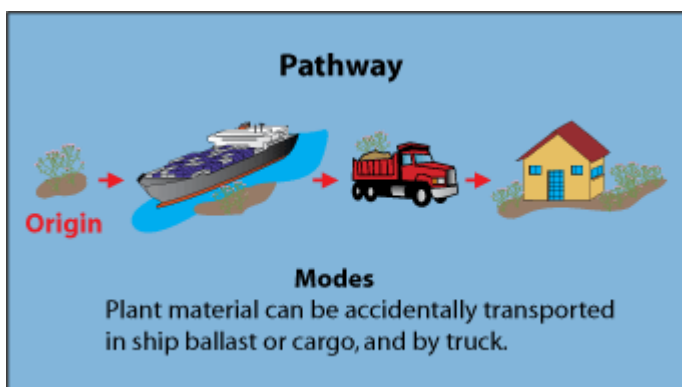 Pathway
Origin
Modes
Plant material can be accidentally transported
in ship ballast or cargo, and by truck.